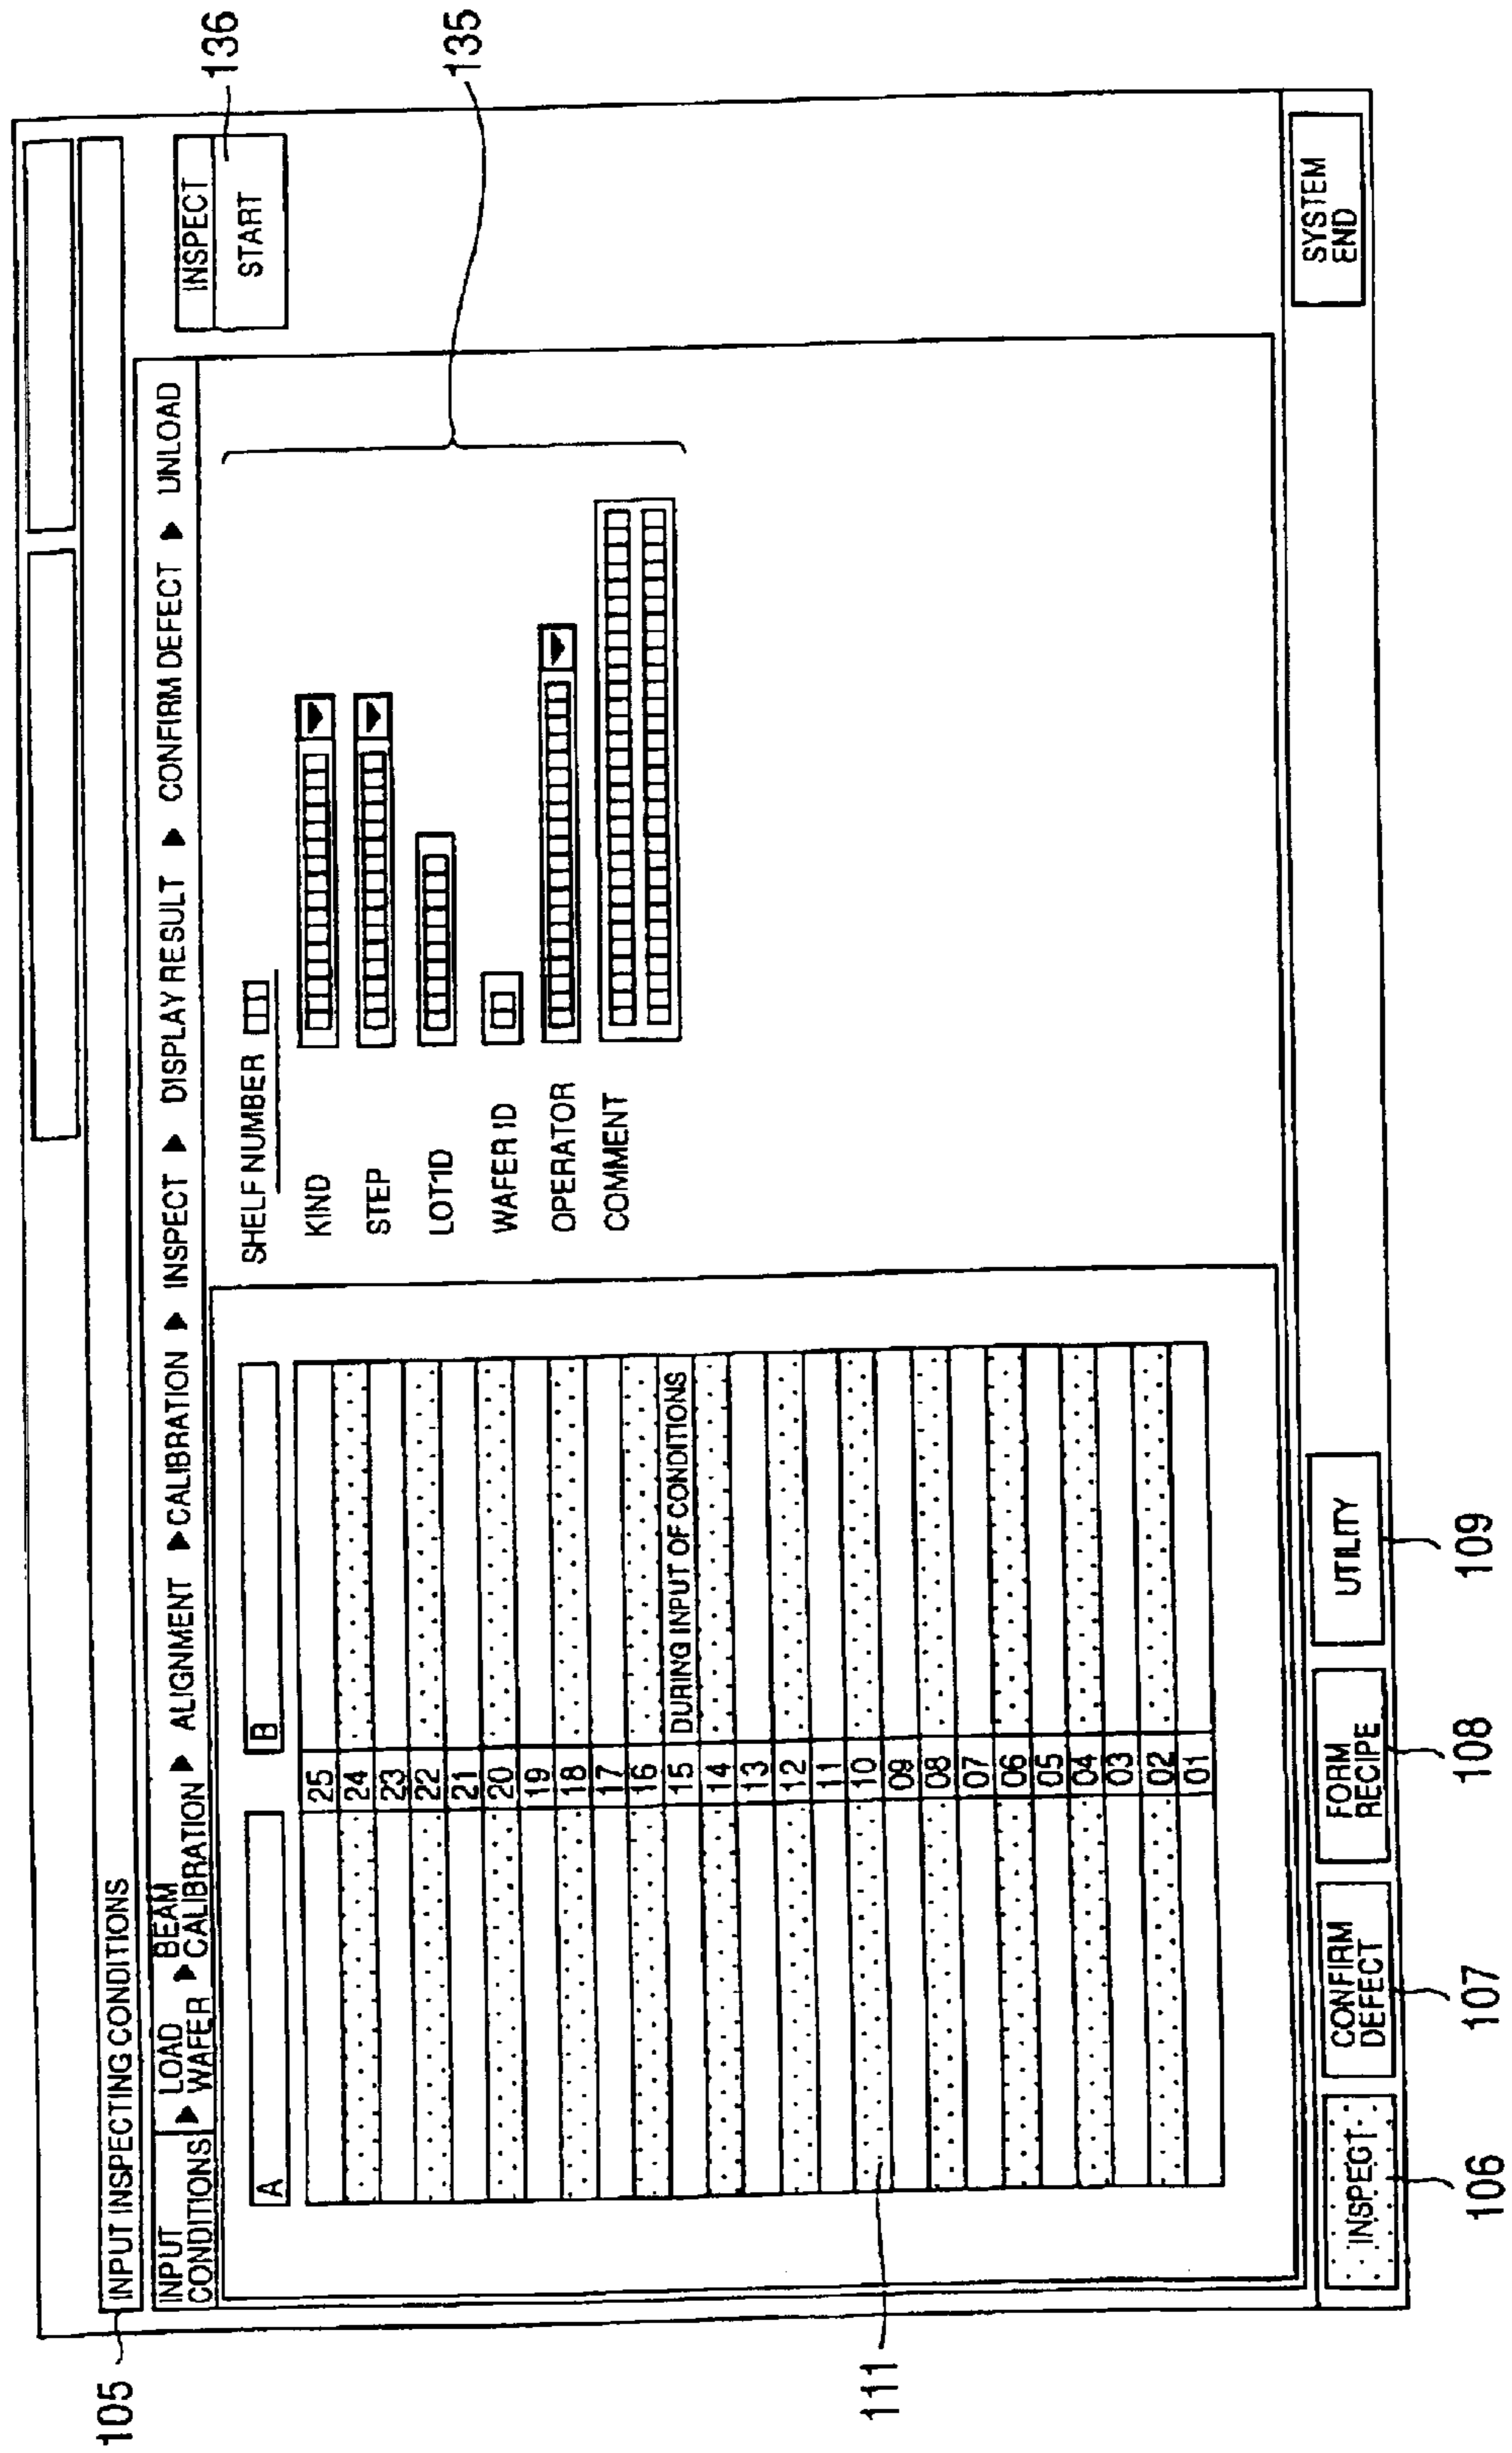 136
135
105
INPUT INSPECTING CONDITIONS
INPUT
CONDITIONS ▶ LOAD
WAFER ▶ BEAM
CALIBRATION ▶ ALIGNMENT ▶ CALIBRATION ▶ INSPECT ▶ DISPLAY RESULT ▶ CONFIRM DEFECT ▶ UNLOAD
INSPECT
START
A
B
25
24
23
22
21
20
19
18
17
16
15 DURING INPUT OF CONDITIONS
14
13
12
11
10
09
08
07
06
05
04
03
02
01
111
SHELF NUMBER
KIND
STEP
LOT1D
WAFER ID
OPERATOR
COMMENT
INSPECT
CONFIRM
DEFECT
FORM
RECIPE
UTILITY
SYSTEM
END
106
107
108
109